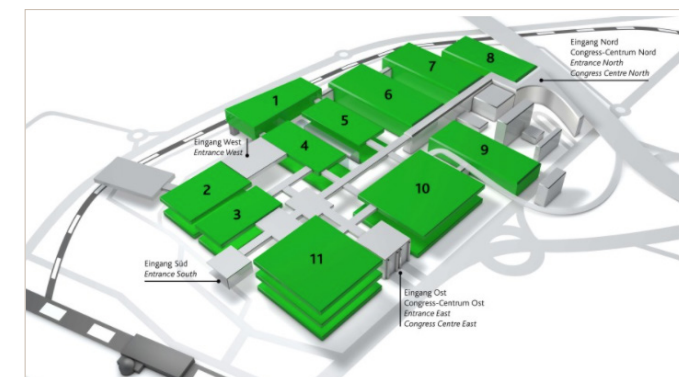 Eingang Nord
Congress-Centrum Nord
Entrance North
Congress Centre North
8
7
6
1
5
Eingang West
Entrance West
4
9
2
10
3
11
Eingang Süd
Entrance South
Eingang Ost
Congress-Centrum Ost
Entrance East
Congress Centre East